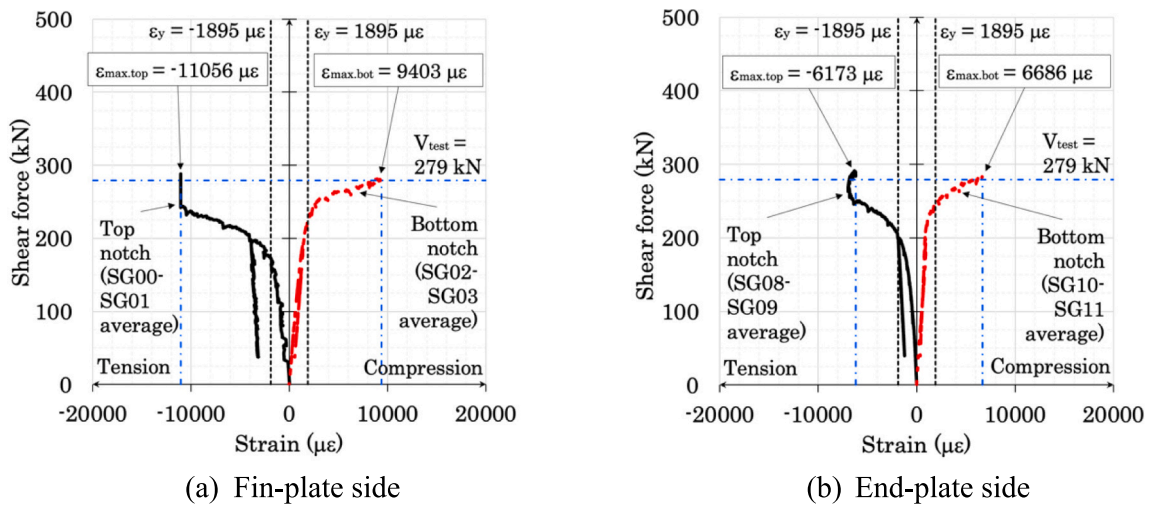 500
εy = -1895 με
εy = 1895 με
εmax.top = -11056 με
εmax.bot = 9403 με
400
Vtest =
279 kN
300
Shear force (kN)
200
100
0
Top
notch
(SG00-
SG01
average)
Bottom
notch
(SG02-
SG03
average)
Tension
Compression
-20000 -10000 0 10000 20000
Strain (με)
(a) Fin-plate side
500
εy = -1895 με
εy = 1895 με
εmax.top = -6173 με
εmax.bot = 6686 με
400
Vtest =
279 kN
300
Shear force (kN)
200
100
0
Top
notch
(SG08-
SG09
average)
Bottom
notch
(SG10-
SG11
average)
Tension
Compression
-20000 -10000 0 10000 20000
Strain (με)
(b) End-plate side